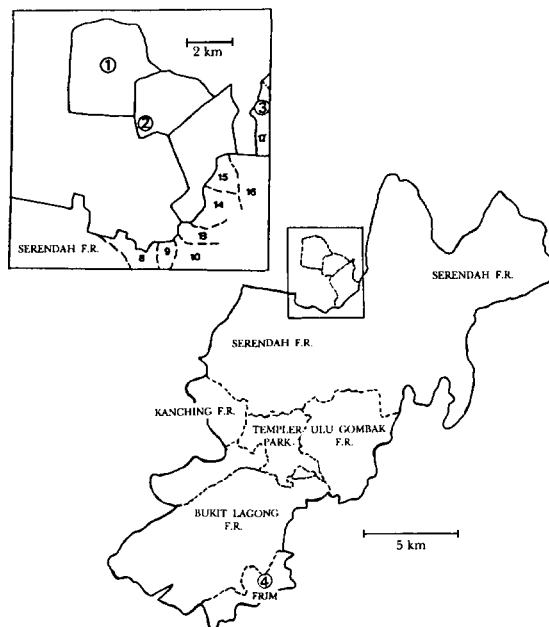 ①
2 km
②
③
17
15
16
14
13
SERENDAH F.R.
8
9
10
SERENDAH F.R.
SERENDAH F.R.
KANCHING F.R.
TEMPLER
PARK
ULU GOMBAK
F.R.
BUKIT LAGONG
F.R.
5 km
④
FRIM